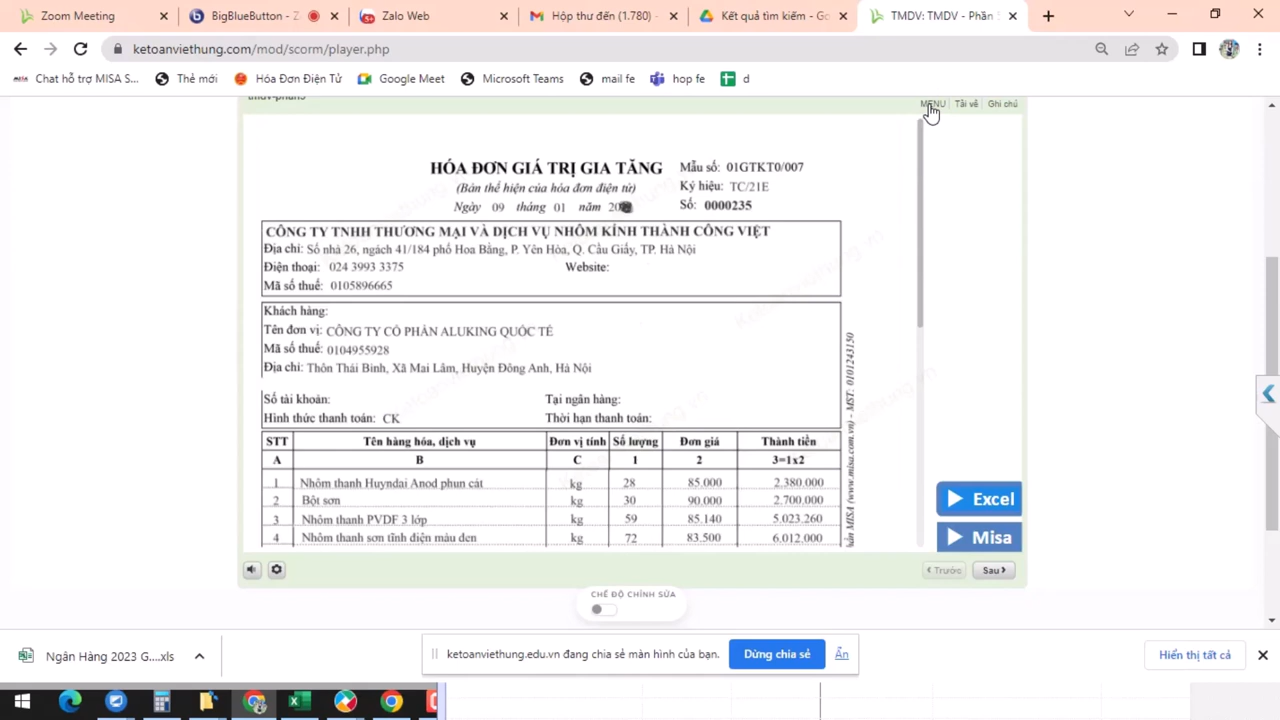 Zoom Meeting
BigBlueButton - Z
Zalo Web
Hộp thư đến (1.780) -
Kết quả tìm kiếm - Go
TMDV: TMDV - Phần
ketoanviethung.com/mod/scorm/player.php
Chat hỗ trợ MISA S...
Thẻ mới
Hóa Đơn Điện Tử
Google Meet
Microsoft Teams
mail fe
hop fe
d
MENU
Tải về
Ghi chú
HÓA ĐƠN GIÁ TRỊ GIA TĂNG
Mẫu số: 01GTKT0/007
(Bản thể hiện của hóa đơn điện tử)
Ký hiệu: TC/21E
Ngày 09 tháng 01 năm 20
Số: 0000235
CÔNG TY TNHH THƯƠNG MẠI VÀ DỊCH VỤ NHÔM KÍNH THÀNH CÔNG VIỆT
Địa chỉ: Số nhà 26, ngách 41/184 phố Hoa Bằng, P. Yên Hòa, Q. Cầu Giấy, TP. Hà Nội
Điện thoại: 024 3993 3375 Website:
Mã số thuế: 0105896665
Khách hàng:
Tên đơn vị: CÔNG TY CỔ PHẦN ALUKING QUỐC TẾ
Mã số thuế: 0104955928
Địa chỉ: Thôn Thái Bình, Xã Mai Lâm, Huyện Đông Anh, Hà Nội
Số tài khoản: Tại ngân hàng:
Hình thức thanh toán: CK Thời hạn thanh toán:
STT Tên hàng hóa, dịch vụ Đơn vị tính Số lượng Đơn giá Thành tiền
A B C 1 2 3=1x2
1 Nhôm thanh Huyndai Anod phun cát kg 28 85.000 2.380.000
2 Bột sơn kg 30 90.000 2.700.000
3 Nhôm thanh PVDF 3 lớp kg 59 85.140 5.023.260
4 Nhôm thanh sơn tĩnh điện màu đen kg 72 83.500 6.012.000
MISA (www.misa.com.vn) - MST: 0101243150
Excel
Misa
Trước
Sau
CHẾ ĐỘ CHỈNH SỬA
Ngân Hàng 2023 G....xls
ketoanviethung.edu.vn đang chia sẻ màn hình của bạn.
Dừng chia sẻ
Ẩn
Hiển thị tất cả